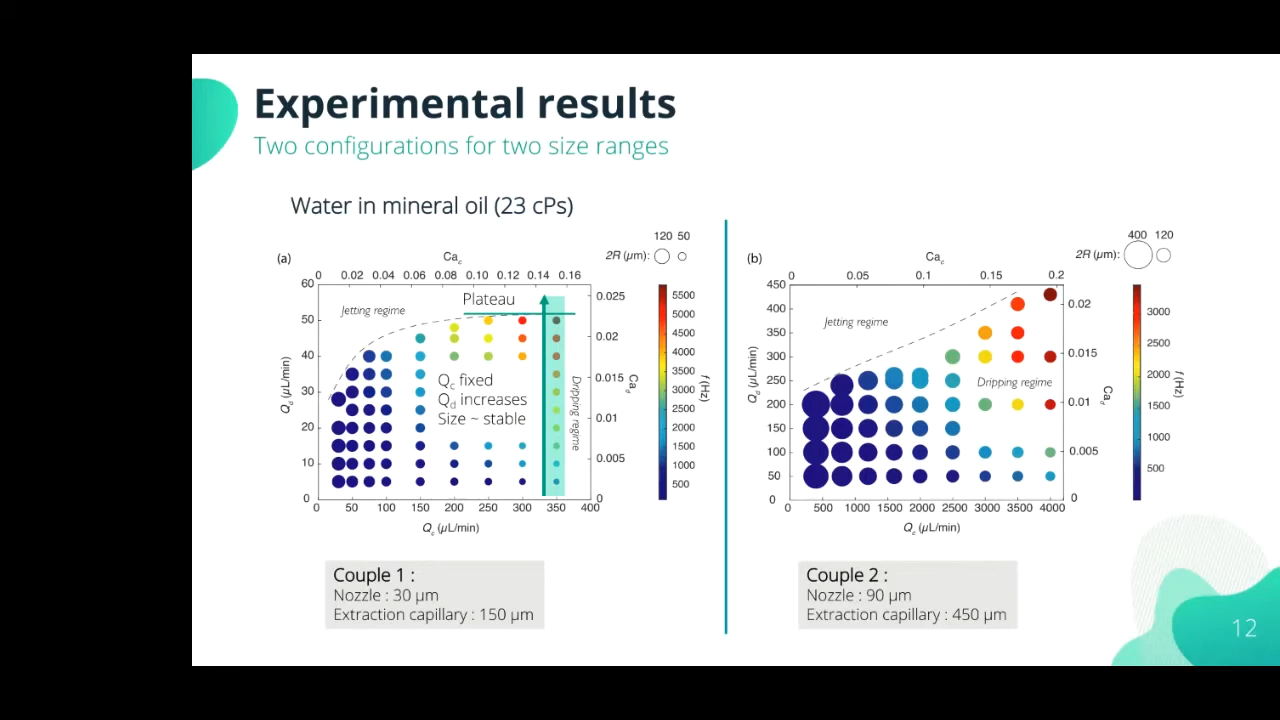 Experimental results
Two configurations for two size ranges
Water in mineral oil (23 cPs)
(a)
Ca_c
2R (µm):
120 50
0 0.02 0.04 0.06 0.08 0.10 0.12 0.14 0.16
Jetting regime
Plateau
Q_c fixed
Q_d increases
Size ~ stable
Dripping regime
60
50
40
30
20
10
0
Q_d (µL/min)
0.025
0.02
0.015
0.01
0.005
0
Ca_d
5500
5000
4500
4000
3500
3000
2500
2000
1500
1000
500
f (Hz)
0 50 100 150 200 250 300 350 400
Q_c (µL/min)
Couple 1 :
Nozzle : 30 µm
Extraction capillary : 150 µm
(b)
Ca_c
2R (µm):
400 120
0 0.05 0.1 0.15 0.2
Jetting regime
Dripping regime
450
400
350
300
250
200
150
100
50
0
Q_d (µL/min)
0.02
0.015
0.01
0.005
0
Ca_d
3000
2500
2000
1500
1000
500
f (Hz)
0 500 1000 1500 2000 2500 3000 3500 4000
Q_c (µL/min)
Couple 2 :
Nozzle : 90 µm
Extraction capillary : 450 µm
12